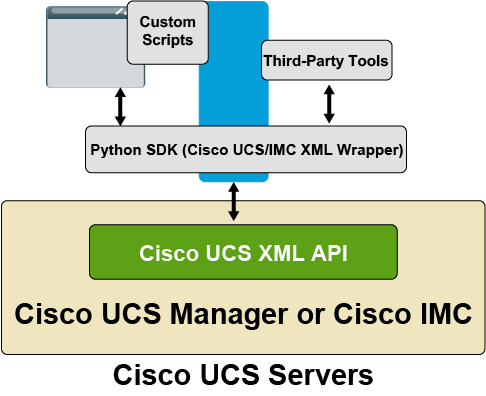 Custom
Scripts
Third-Party Tools
Python SDK (Cisco UCS/IMC XML Wrapper)
Cisco UCS XML API
Cisco UCS Manager or Cisco IMC
Cisco UCS Servers